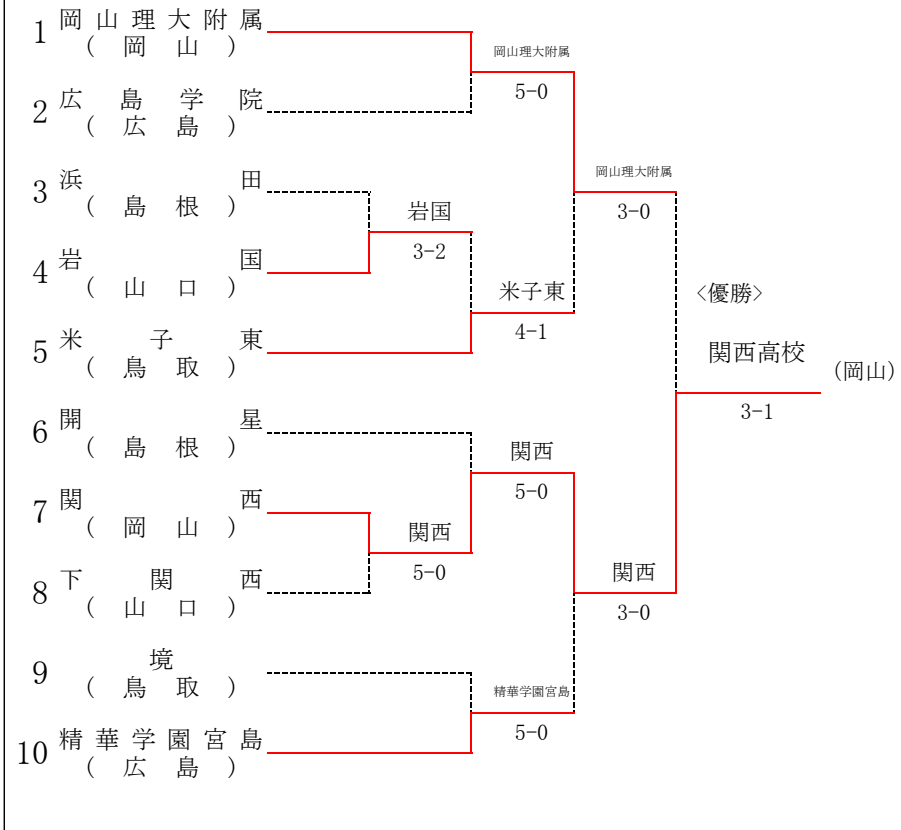 1 岡山理大附属
(岡山)
2 広島学院
(広島)
3 浜田
(島根)
4 岩国
(山口)
5 米子東
(鳥取)
6 開星
(島根)
7 関西
(岡山)
8 下関西
(山口)
9 境
(鳥取)
10 精華学園宮島
(広島)
岩国
3-2
関西
5-0
岡山理大附属
5-0
米子東
4-1
関西
5-0
精華学園宮島
5-0
岡山理大附属
3-0
関西
3-0
<優勝>
関西高校 (岡山)
3-1